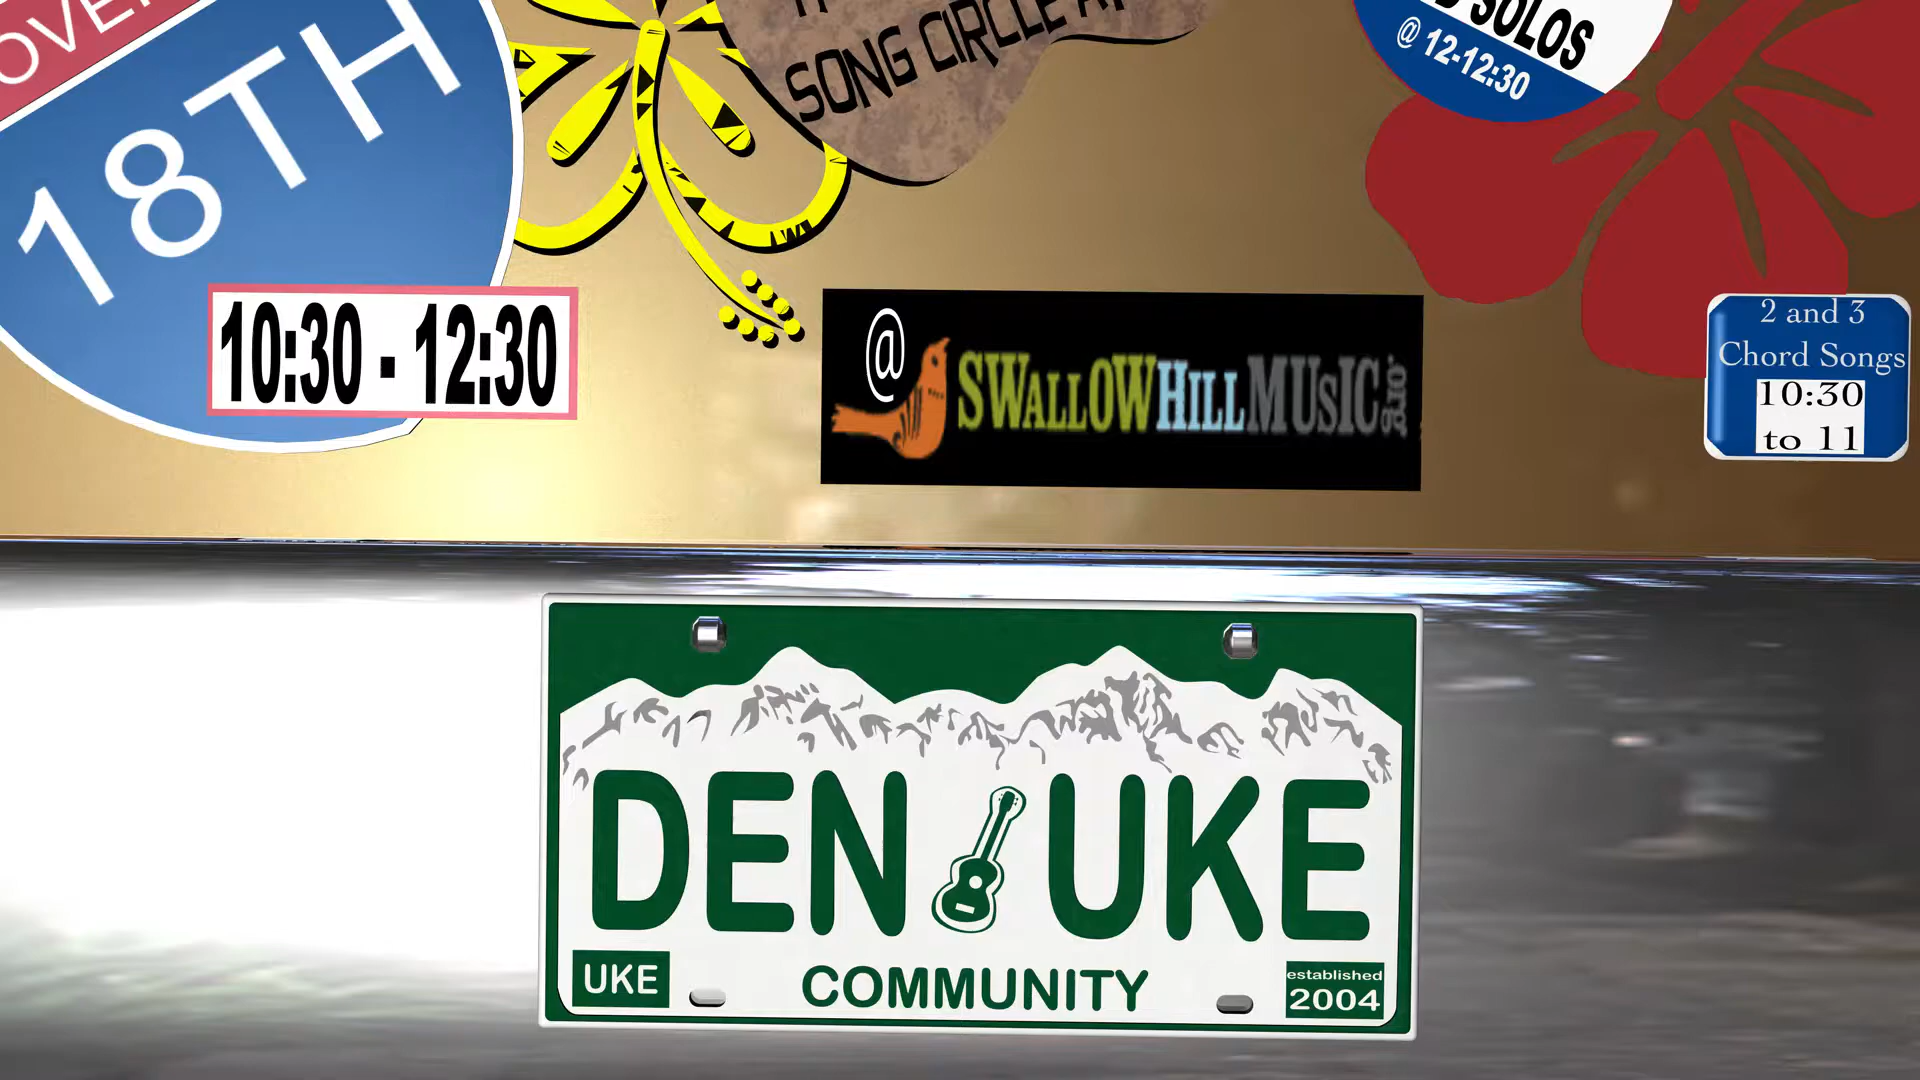 18TH
SONG CIRCLE
SOLOS
@ 12-12:30
10:30 - 12:30
@ SWALLOWHILLMUSIC.org
2 and 3
Chord Songs
10:30
to 11
DEN UKE
UKE
COMMUNITY
established
2004